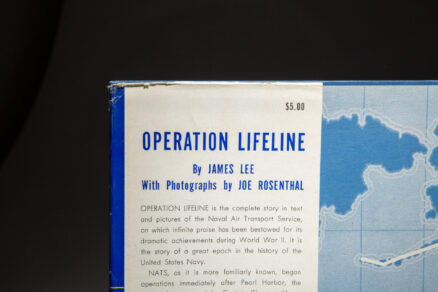 $5.00
OPERATION LIFELINE
By JAMES LEE
With Photographs by JOE ROSENTHAL
OPERATION LIFELINE is the complete story in text
and pictures of the Naval Air Transport Service,
on which infinite praise has been bestowed for its
dramatic achievements during World War II. It is
the story of a great epoch in the history of the
United States Navy.
NATS, as it is more familiarly known, began
operations immediately after Pearl Harbor, the